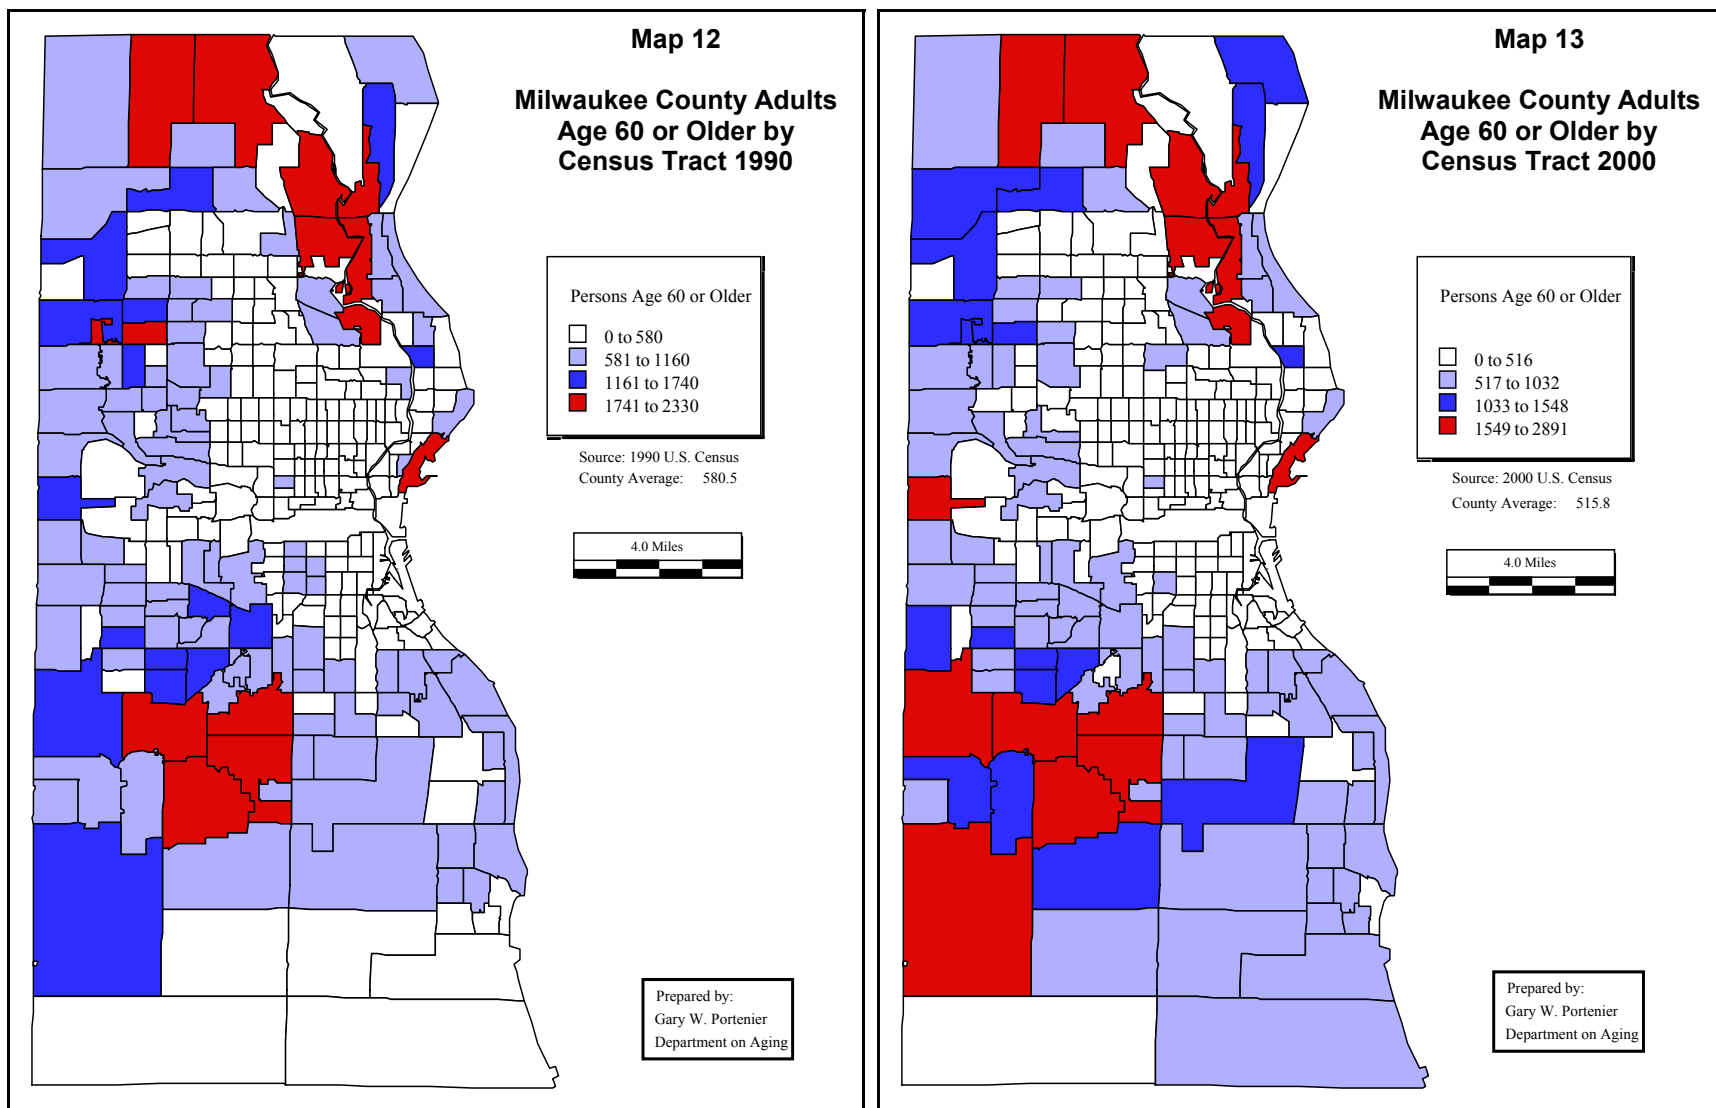 Map 12
Milwaukee County Adults
Age 60 or Older by
Census Tract 1990
Persons Age 60 or Older
0 to 580
581 to 1160
1161 to 1740
1741 to 2330
Source: 1990 U.S. Census
County Average: 580.5
4.0 Miles
Prepared by:
Gary W. Portenier
Department on Aging
Map 13
Milwaukee County Adults
Age 60 or Older by
Census Tract 2000
Persons Age 60 or Older
0 to 516
517 to 1032
1033 to 1548
1549 to 2891
Source: 2000 U.S. Census
County Average: 515.8
4.0 Miles
Prepared by:
Gary W. Portenier
Department on Aging